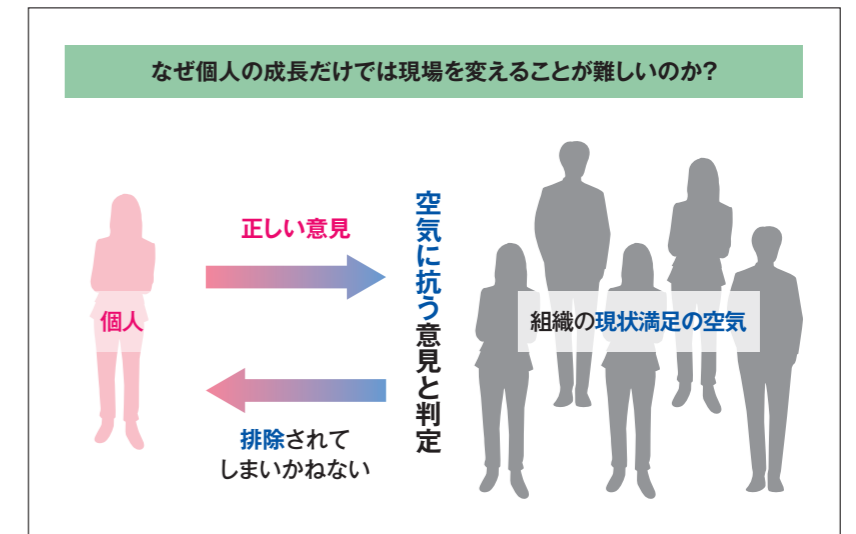 なぜ個人の成長だけでは現場を変えることが難しいのか?
個人
正しい意見
排除されて
しまいかねない
空気に抗う意見と判定
組織の現状満足の空気